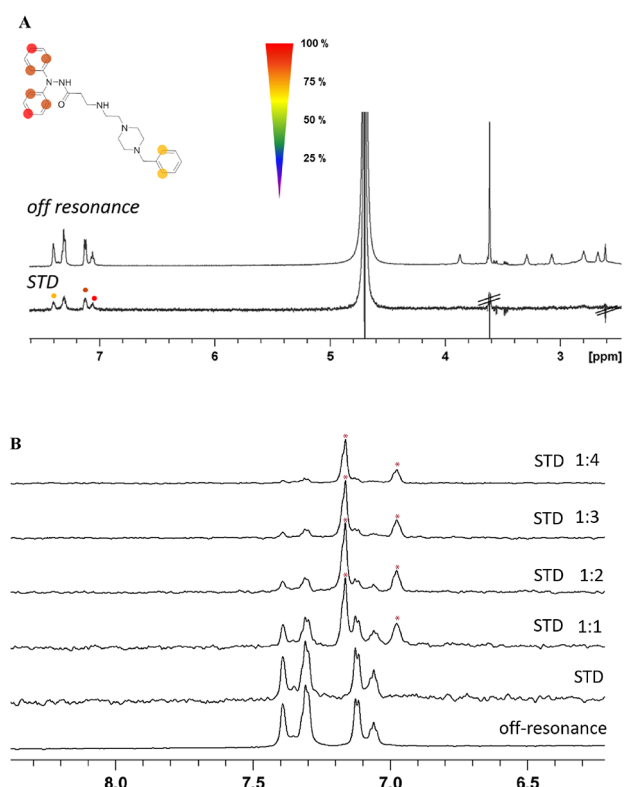 A
100 %
75 %
50 %
25 %
N
NH
O
NH
N
N
off resonance
STD
7 6 5 4 3 [ppm]
B
* * STD 1:4
* * STD 1:3
* * STD 1:2
* * STD 1:1
STD
off-resonance
8.0 7.5 7.0 6.5